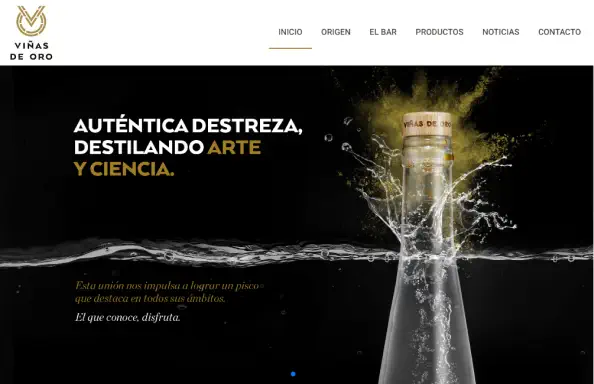 VIÑAS
DE ORO
INICIO ORIGEN EL BAR PRODUCTOS NOTICIAS CONTACTO
AUTÉNTICA DESTREZA,
DESTILANDO ARTE
Y CIENCIA.
VIÑAS DE ORO
Esta unión nos impulsa a lograr un pisco
que destaca en todos sus ámbitos.
El que conoce, disfruta.